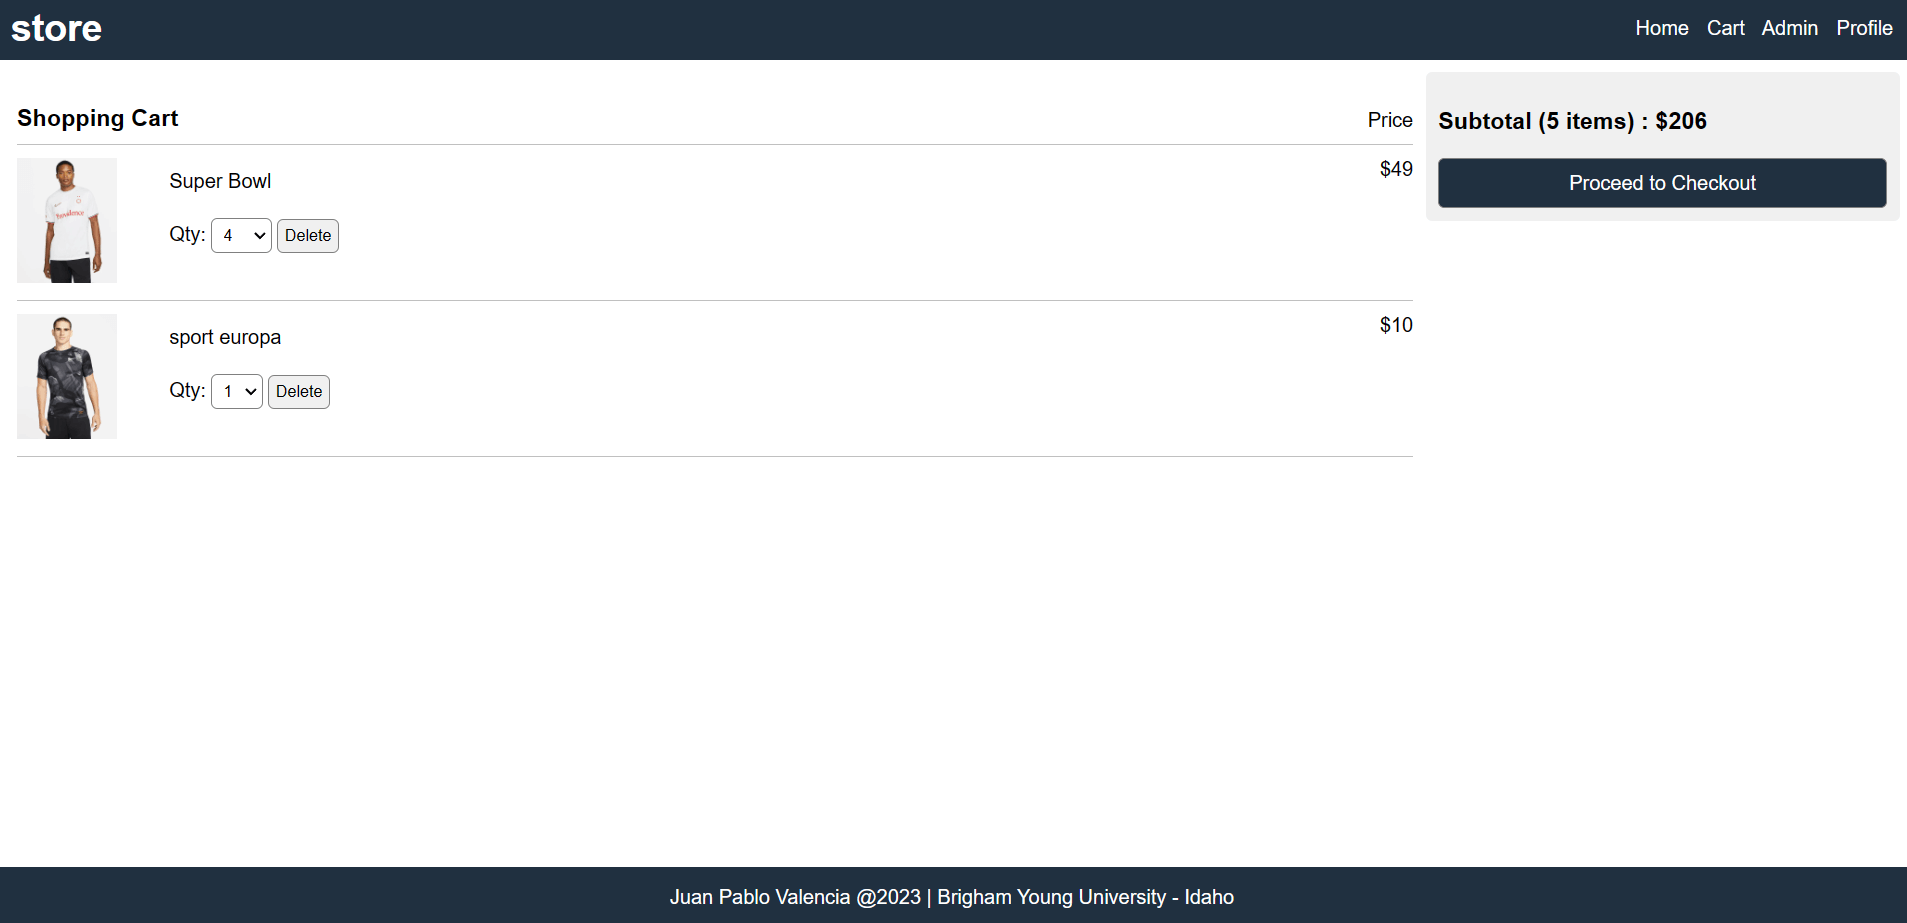 store
Home Cart Admin Profile
Shopping Cart
Price
Subtotal (5 items) : $206
Proceed to Checkout
Super Bowl
$49
Qty: 4 Delete
Providence
sport europa
$10
Qty: 1 Delete
Juan Pablo Valencia @2023 | Brigham Young University - Idaho